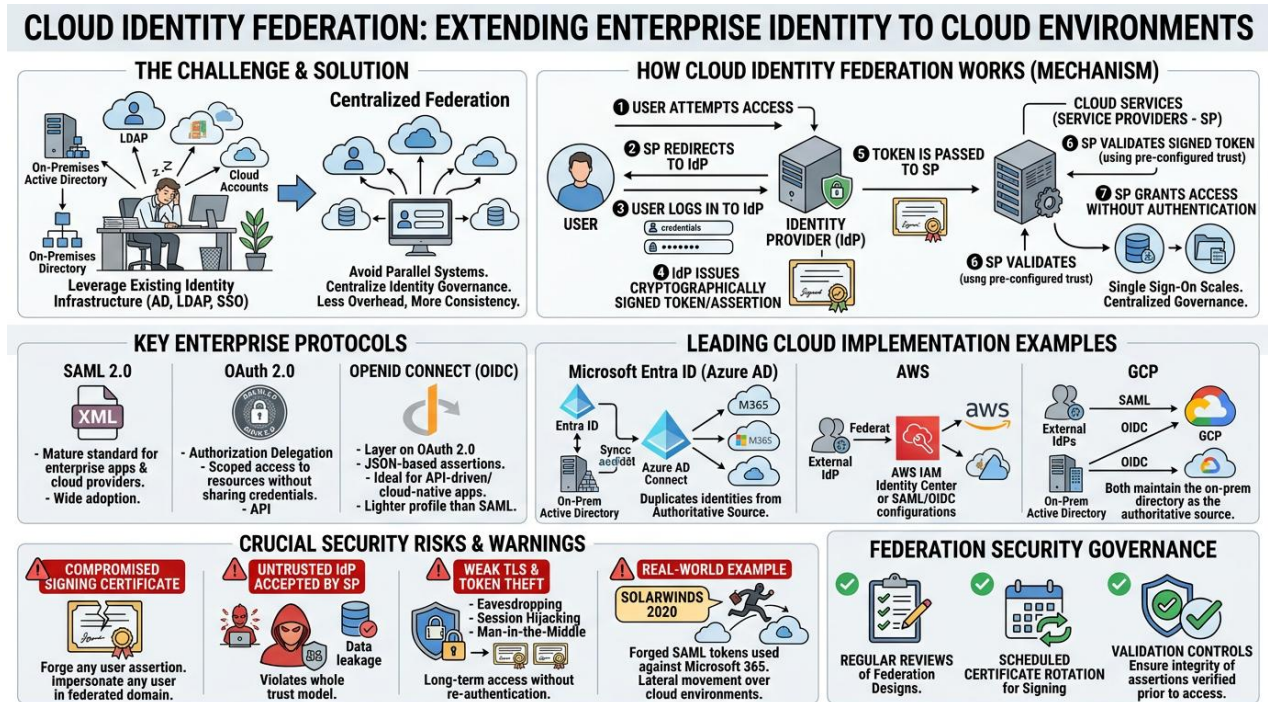 CLOUD IDENTITY FEDERATION: EXTENDING ENTERPRISE IDENTITY TO CLOUD ENVIRONMENTS
THE CHALLENGE & SOLUTION
LDAP
On-Premises
Active Directory
On-Premises
Directory
z z z
Cloud
Accounts
Leverage Existing Identity
Infrastructure (AD, LDAP, SSO)
Centralized Federation
Avoid Parallel Systems.
Centralize Identity Governance.
Less Overhead, More Consistency.
HOW CLOUD IDENTITY FEDERATION WORKS (MECHANISM)
USER
1 USER ATTEMPTS ACCESS
2 SP REDIRECTS
TO IdP
3 USER LOGS IN TO IdP
credentials
4 IdP ISSUES
CRYPTOGRAPHICALLY
SIGNED TOKEN/ASSERTION
IDENTITY
PROVIDER (IdP)
Signed
5 TOKEN IS PASSED
TO SP
CLOUD SERVICES
(SERVICE PROVIDERS - SP)
6 SP VALIDATES SIGNED TOKEN
(using pre-configured trust)
7 SP GRANTS ACCESS
WITHOUT AUTHENTICATION
6 SP VALIDATES
(usng pre-configured trust)
Single Sign-On Scales.
Centralized Governance.
KEY ENTERPRISE PROTOCOLS
SAML 2.0
XML
- Mature standard for
enterprise apps &
cloud providers.
- Wide adoption.
OAuth 2.0
- Authorization Delegation
- Scoped access to
resources without
sharing credentials.
- API
OPENID CONNECT (OIDC)
- Layer on OAuth 2.0
- JSON-based assertions.
- Ideal for API-driven/
cloud-native apps.
- Lighter profile than SAML.
LEADING CLOUD IMPLEMENTATION EXAMPLES
Microsoft Entra ID (Azure AD)
Entra ID
On-Prem
Active Directory
Syncc
Azure AD
Connect
M365
M365
Duplicates identities from
Authoritative Source.
AWS
External
IdP
Federat
AWS IAM
Identity Center
or SAML/OIDC
configurations
aws
GCP
External
IdPs
SAML
OIDC
OIDC
GCP
On-Prem
Active Directory
Both maintain the on-prem
directory as the
authoritative source.
CRUCIAL SECURITY RISKS & WARNINGS
COMPROMISED
SIGNING CERTIFICATE
Forge any user assertion.
impersonate any user
in federated domain.
UNTRUSTED IdP
ACCEPTED BY SP
Data
leakage
Violates whole
trust model.
WEAK TLS &
TOKEN THEFT
- Eavesdropping
- Session Hijacking
- Man-in-the-Middle
Long-term access without
re-authentication.
REAL-WORLD EXAMPLE
SOLARWINDS
2020
Forged SAML tokens used
against Microsoft 365.
Lateral movement over
cloud environments.
FEDERATION SECURITY GOVERNANCE
REGULAR REVIEWS
of Federation
Designs.
SCHEDULED
CERTIFICATE ROTATION
for Signing
VALIDATION CONTROLS
Ensure integrity of
assertions verified
prior to access.